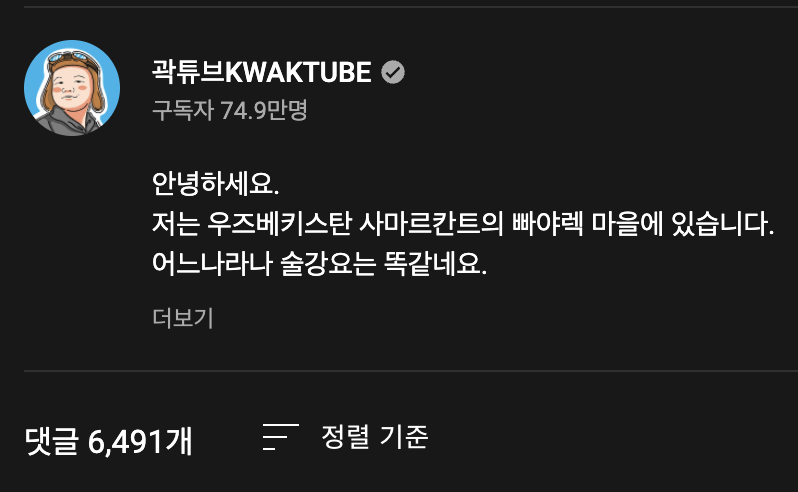 곽튜브KWAKTUBE
구독자 74.9만명
안녕하세요.
저는 우즈베키스탄 사마르칸트의 빠야렉 마을에 있습니다.
어느나라나 술강요는 똑같네요.
더보기
댓글 6,491개
정렬 기준